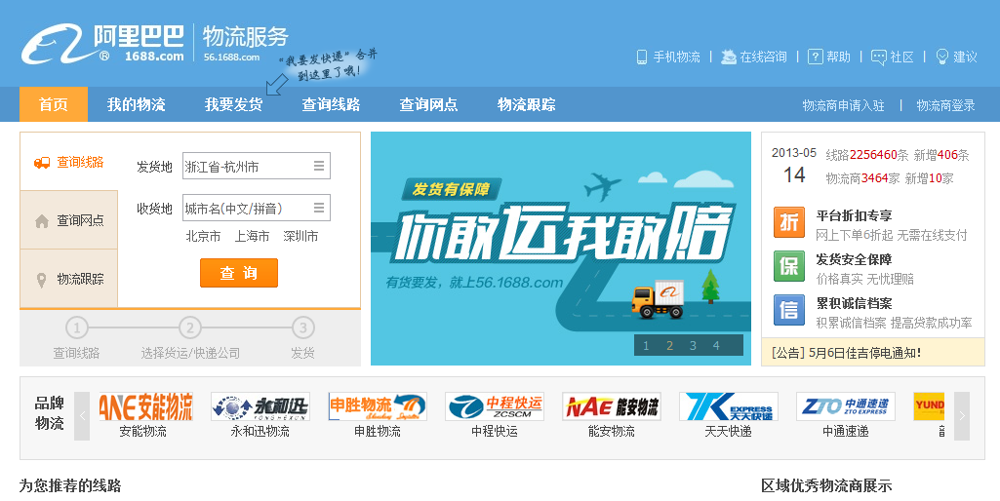 阿里巴巴
® 1688.com
物流服务
56.1688.com
“我要发快递”合并
到这里了哦！
手机物流 | 在线咨询 | 帮助 | 社区 | 建议
首页 我的物流 我要发货 查询线路 查询网点 物流跟踪
物流商申请入驻 | 物流商登录
查询线路
查询网点
物流跟踪
发货地 浙江省-杭州市
收货地 城市名(中文/拼音)
北京市 上海市 深圳市
查 询
1 2 3
查询线路 选择货运/快递公司 发货
发货有保障
你敢运我敢赔
有货要发，就上56.1688.com
1 2 3 4
2013-05
14
线路2256460条 新增406条
物流商3464家 新增10家
折
平台折扣专享
网上下单6折起 无需在线支付
保
发货安全保障
价格真实 无忧理赔
信
累积诚信档案
积累诚信档案 提高贷款成功率
[公告] 5月6日佳吉停电通知!
品牌
物流
ANE安能物流
安能物流
永和迅
YONGHEXUN
永和迅物流
申胜物流
Shensheng Logistics
申胜物流
中程快运
ZCSCM
中程快运
NAE 能安物流
能安物流
TK EXPRESS
天天快递
天天快递
ZTO 中通速递
ZTO EXPRESS
中通速递
YUND
为您推荐的线路
区域优秀物流商展示